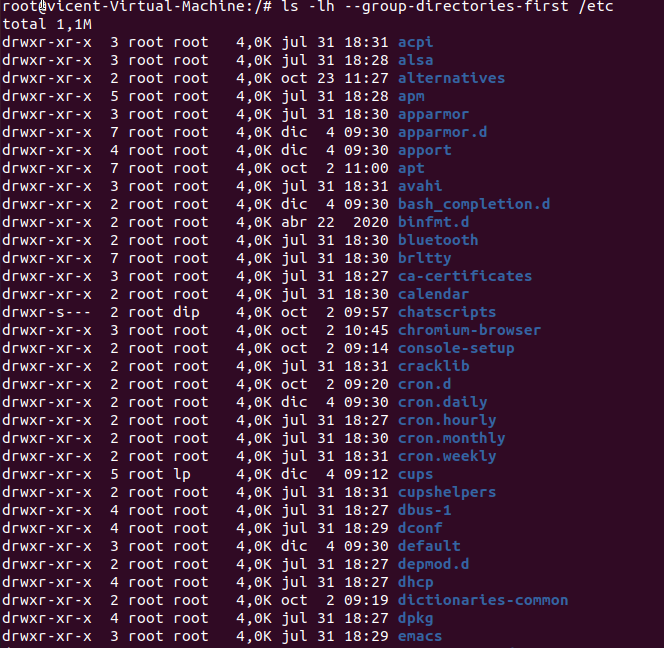 root@vicent-Virtual-Machine:/# ls -lh --group-directories-first /etc
total 1,1M
drwxr-xr-x  3 root root   4,0K jul 31 18:31 acpi
drwxr-xr-x  3 root root   4,0K jul 31 18:28 alsa
drwxr-xr-x  2 root root   4,0K oct 23 11:27 alternatives
drwxr-xr-x  5 root root   4,0K jul 31 18:28 apm
drwxr-xr-x  3 root root   4,0K jul 31 18:30 apparmor
drwxr-xr-x  7 root root   4,0K dic  4 09:30 apparmor.d
drwxr-xr-x  4 root root   4,0K dic  4 09:30 apport
drwxr-xr-x  7 root root   4,0K oct  2 11:00 apt
drwxr-xr-x  3 root root   4,0K jul 31 18:31 avahi
drwxr-xr-x  2 root root   4,0K dic  4 09:30 bash_completion.d
drwxr-xr-x  2 root root   4,0K abr 22  2020 binfmt.d
drwxr-xr-x  2 root root   4,0K jul 31 18:30 bluetooth
drwxr-xr-x  7 root root   4,0K jul 31 18:30 brltty
drwxr-xr-x  3 root root   4,0K jul 31 18:27 ca-certificates
drwxr-xr-x  2 root root   4,0K jul 31 18:30 calendar
drwxr-s---  2 root dip    4,0K oct  2 09:57 chatscripts
drwxr-xr-x  3 root root   4,0K oct  2 10:45 chromium-browser
drwxr-xr-x  2 root root   4,0K oct  2 09:14 console-setup
drwxr-xr-x  2 root root   4,0K jul 31 18:31 cracklib
drwxr-xr-x  2 root root   4,0K oct  2 09:20 cron.d
drwxr-xr-x  2 root root   4,0K dic  4 09:30 cron.daily
drwxr-xr-x  2 root root   4,0K jul 31 18:27 cron.hourly
drwxr-xr-x  2 root root   4,0K jul 31 18:30 cron.monthly
drwxr-xr-x  2 root root   4,0K jul 31 18:31 cron.weekly
drwxr-xr-x  5 root lp     4,0K dic  4 09:12 cups
drwxr-xr-x  2 root root   4,0K jul 31 18:31 cupshelpers
drwxr-xr-x  4 root root   4,0K jul 31 18:27 dbus-1
drwxr-xr-x  4 root root   4,0K jul 31 18:29 dconf
drwxr-xr-x  3 root root   4,0K dic  4 09:30 default
drwxr-xr-x  2 root root   4,0K jul 31 18:27 depmod.d
drwxr-xr-x  4 root root   4,0K jul 31 18:27 dhcp
drwxr-xr-x  2 root root   4,0K oct  2 09:19 dictionaries-common
drwxr-xr-x  4 root root   4,0K jul 31 18:27 dpkg
drwxr-xr-x  3 root root   4,0K jul 31 18:29 emacs